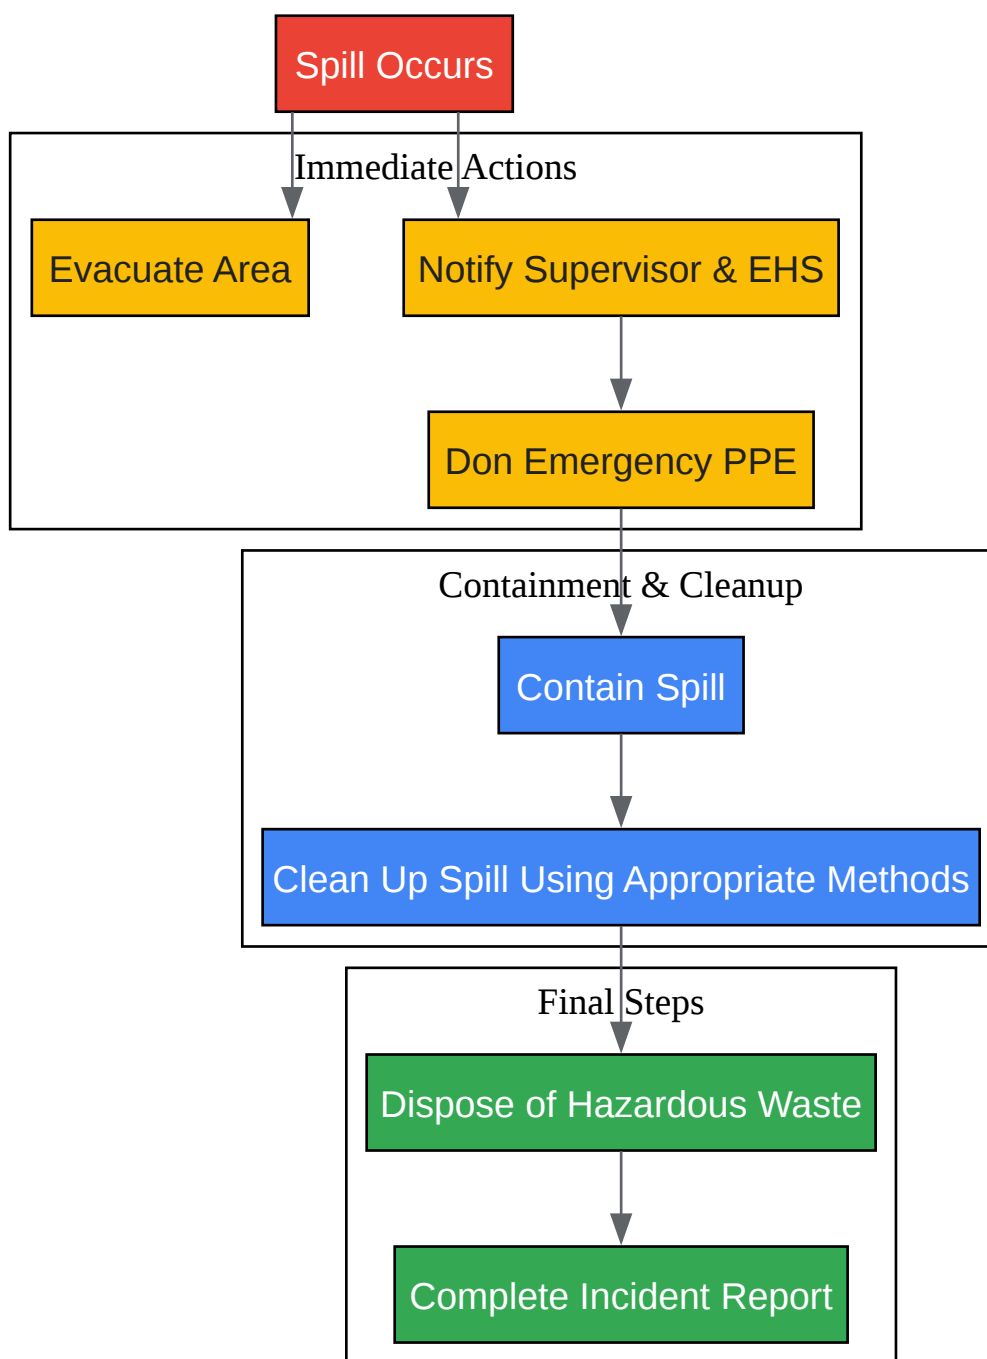 Spill Occurs
Immediate Actions
Evacuate Area
Notify Supervisor & EHS
Don Emergency PPE
Containment & Cleanup
Contain Spill
Clean Up Spill Using Appropriate Methods
Final Steps
Dispose of Hazardous Waste
Complete Incident Report